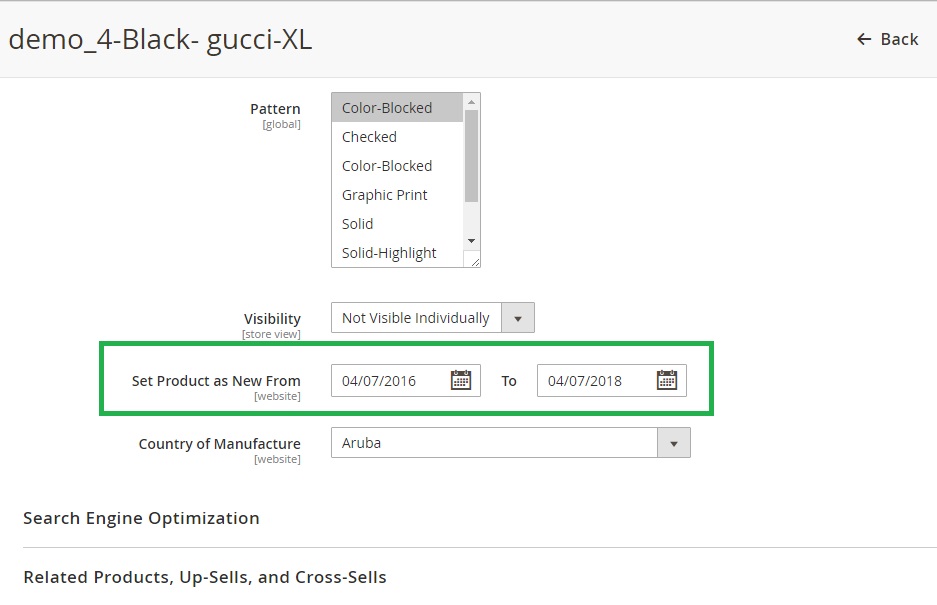 demo_4-Black- gucci-XL
← Back
Pattern
[global]
Color-Blocked
Checked
Color-Blocked
Graphic Print
Solid
Solid-Highlight
Visibility
[store view]
Not Visible Individually
Set Product as New From
[website]
04/07/2016
To
04/07/2018
Country of Manufacture
[website]
Aruba
Search Engine Optimization
Related Products, Up-Sells, and Cross-Sells